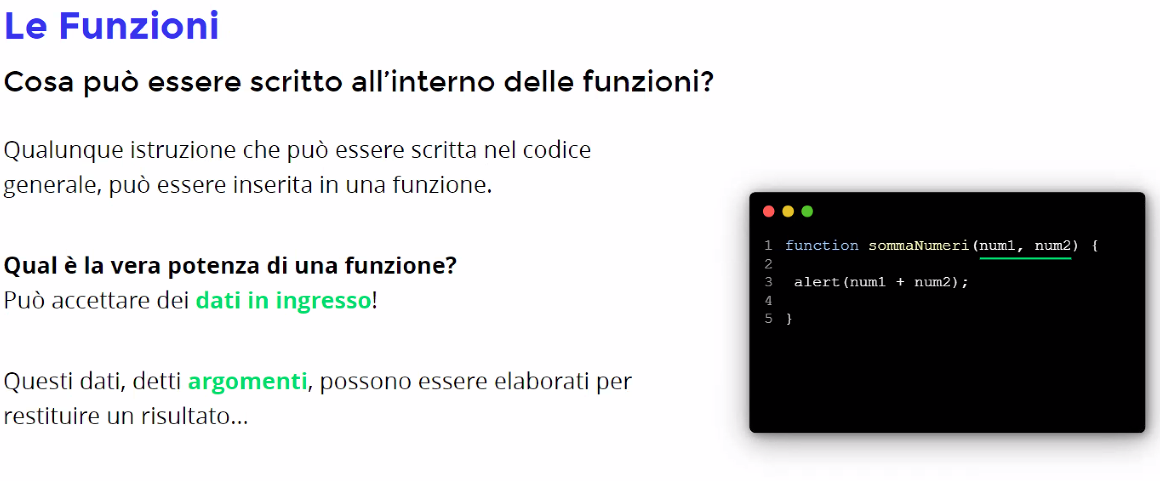 Le Funzioni
Cosa può essere scritto all'interno delle funzioni?
Qualunque istruzione che può essere scritta nel codice
generale, può essere inserita in una funzione.
Qual è la vera potenza di una funzione?
Può accettare dei dati in ingresso!
Questi dati, detti argomenti, possono essere elaborati per
restituire un risultato...
1 function sommaNumeri(num1, num2) {
2
3 alert(num1 + num2);
4
5 }